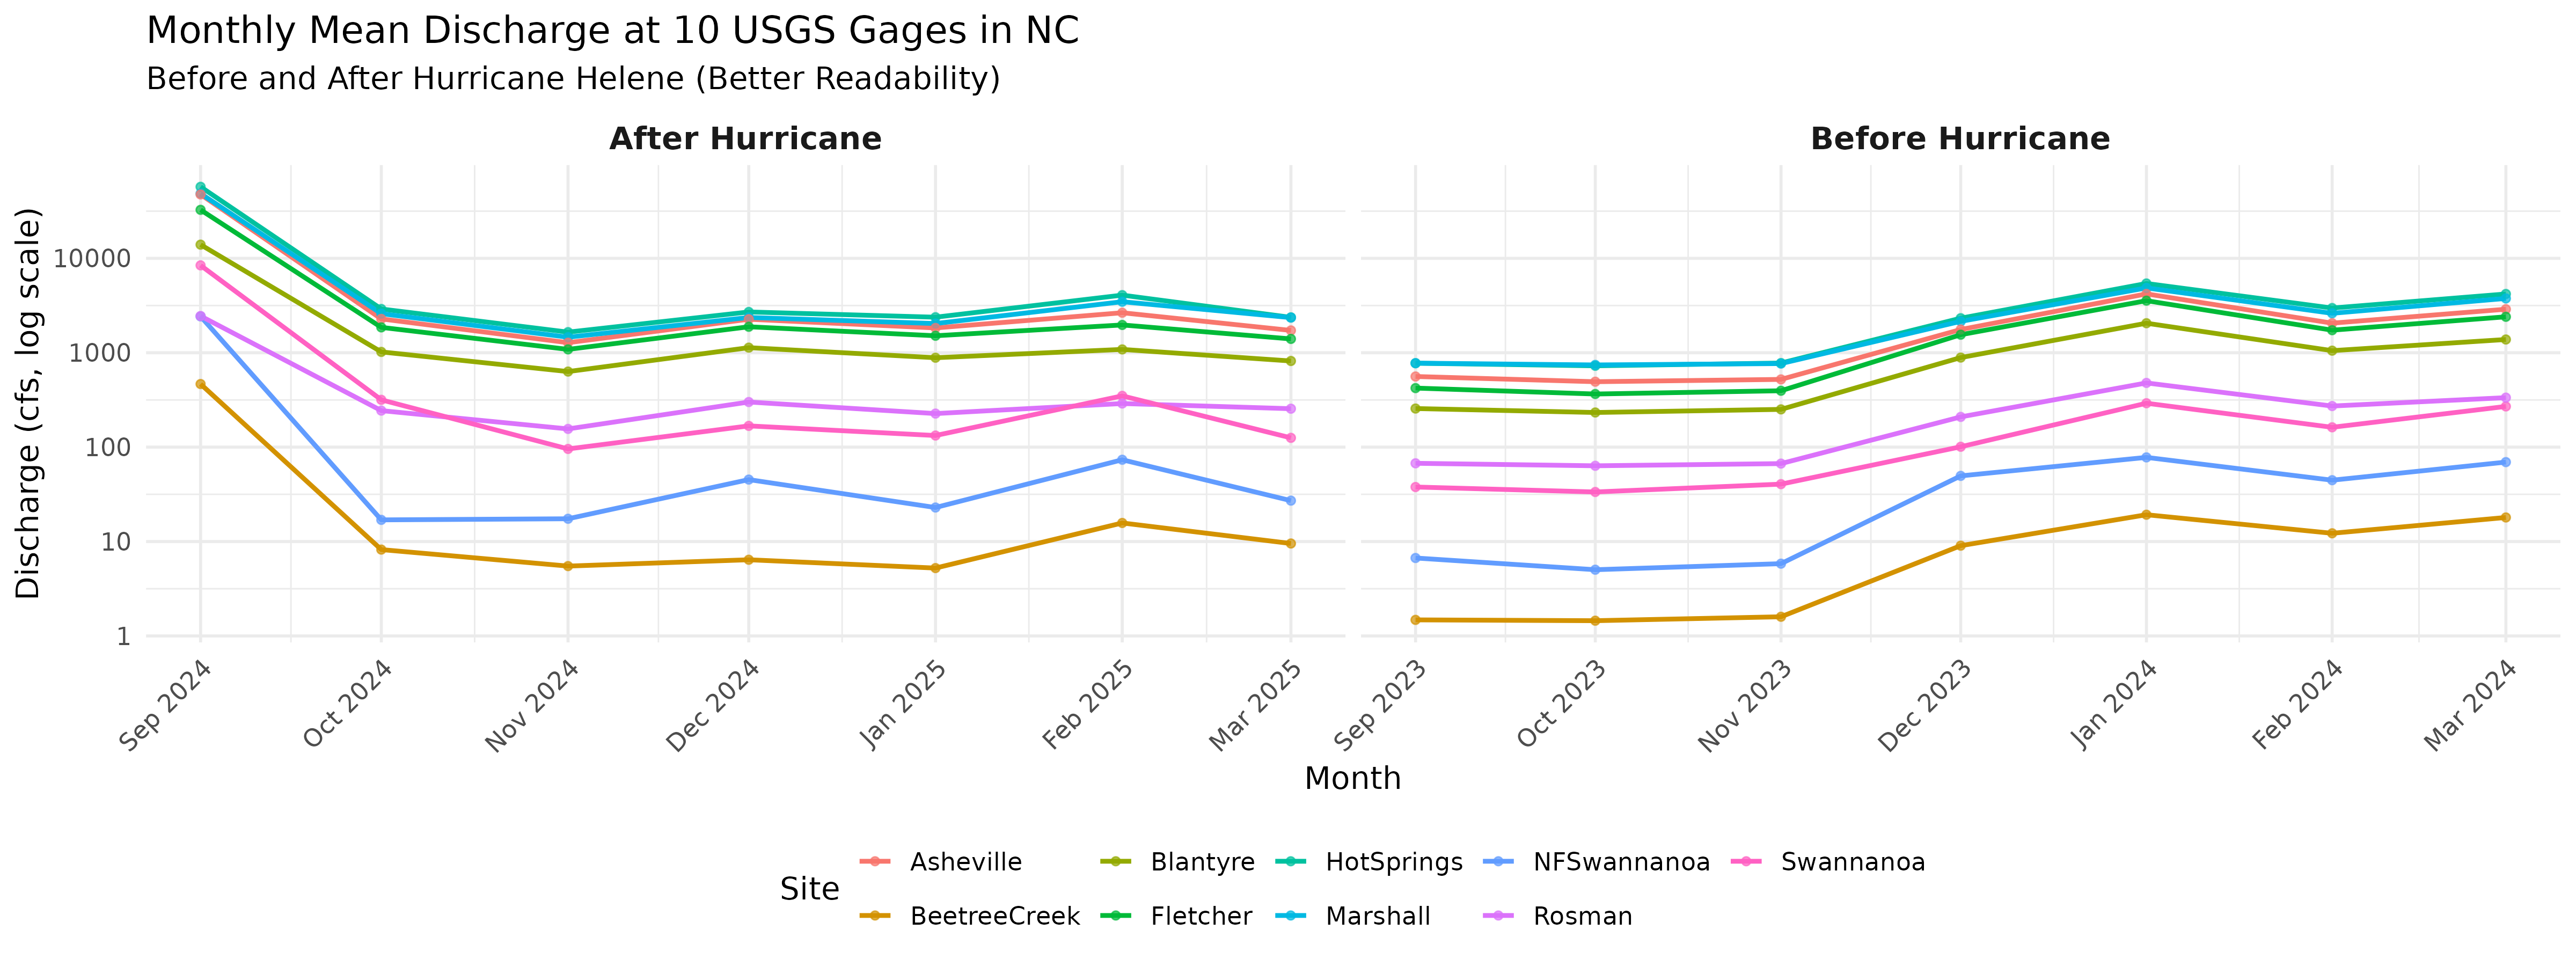 Monthly Mean Discharge at 10 USGS Gages in NC
Before and After Hurricane Helene (Better Readability)
After Hurricane
Before Hurricane
Discharge (cfs, log scale)
10000
1000
100
10
1
Sep 2024
Oct 2024
Nov 2024
Dec 2024
Jan 2025
Feb 2025
Mar 2025
Sep 2023
Oct 2023
Nov 2023
Dec 2023
Jan 2024
Feb 2024
Mar 2024
Month
Site
Asheville
Blantyre
HotSprings
NFSwannanoa
Swannanoa
BeetreeCreek
Fletcher
Marshall
Rosman